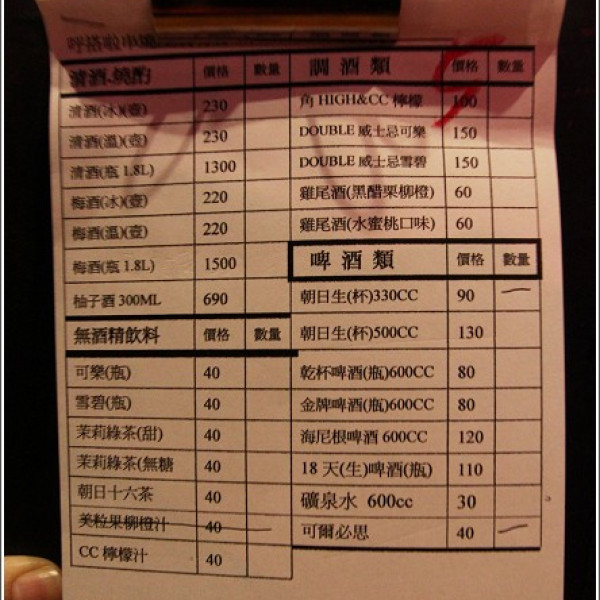 呼搭啦串燒
清酒.燒酌 價格 數量
清酒(冰)(壺) 230
清酒(溫)(壺) 230
清酒(瓶 1.8L) 1300
梅酒(冰)(壺) 220
梅酒(溫)(壺) 220
梅酒(瓶 1.8L) 1500
柚子酒 300ML 690
無酒精飲料 價格 數量
可樂(瓶) 40
雪碧(瓶) 40
茉莉綠茶(甜) 40
茉莉綠茶(無糖 40
朝日十六茶 40
美粒果柳橙汁 40
CC 檸檬汁 40
調酒類 價格 數量
角 HIGH&CC 檸檬 100
DOUBLE 威士忌可樂 150
DOUBLE 威士忌雪碧 150
雞尾酒(黑醋栗柳橙) 60
雞尾酒(水蜜桃口味) 60
啤酒類 價格 數量
朝日生(杯)330CC 90
朝日生(杯)500CC 130
乾杯啤酒(瓶)600CC 80
金牌啤酒(瓶)600CC 80
海尼根啤酒 600CC 120
18 天(生)啤酒(瓶) 110
礦泉水 600cc 30
可爾必思 40